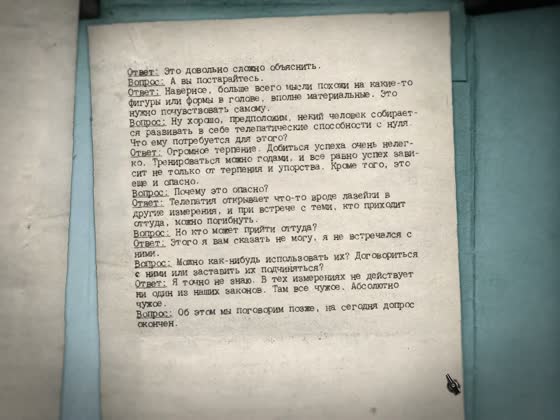 Ответ: Это довольно сложно объяснить.
Вопрос: А вы постарайтесь.
Ответ: Наверное, больше всего мысли похожи на какие-то
фигуры или формы в голове, вполне материальные. Это
нужно почувствовать самому.
Вопрос: Ну хорошо, предположим, некий человек собирает-
ся развивать в себе телепатические способности с нуля.
Что ему потребуется для этого?
Ответ: Огромное терпение. Добиться успеха очень нелег-
ко. Тренироваться можно годами, и все равно успех зави-
сит не только от терпения и упорства. Кроме того, это
еще и опасно.
Вопрос: Почему это опасно?
Ответ: Телепатия открывает что-то вроде лазейки в
другие измерения, и при встрече с теми, кто приходит
оттуда, можно погибнуть.
Вопрос: Но кто может прийти оттуда?
Ответ: Этого я вам сказать не могу, я не встречался с
ними.
Вопрос: Можно как-нибудь использовать их? Договориться
с ними или заставить их подчиняться?
Ответ: Я точно не знаю. В тех измерениях не действует
ни один из наших законов. Там все чужое. Абсолютно
чужое.
Вопрос: Об этом мы поговорим позже, на сегодня допрос
окончен.